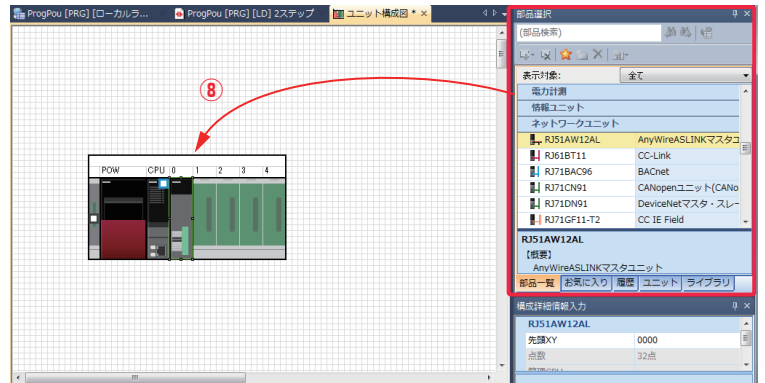 ProgPou [PRG] [ローカルラ...
ProgPou [PRG] [LD] 2ステップ
ユニット構成図 * ×
部品選択
(部品検索)
表示対象:
全て
電力計測
情報ユニット
ネットワークユニット
RJ51AW12AL AnyWireASLINKマスタユ
RJ61BT11 CC-Link
RJ71BAC96 BACnet
RJ71CN91 CANopenユニット(CANo
RJ71DN91 DeviceNetマスタ・スレー
RJ71GF11-T2 CC IE Field
RJ51AW12AL
【概要】
AnyWireASLINKマスタユニット
部品一覧 お気に入り 履歴 ユニット ライブラリ
構成詳細情報入力
RJ51AW12AL
先頭XY 0000
点数 32点
⑧
POW CPU 0 1 2 3 4